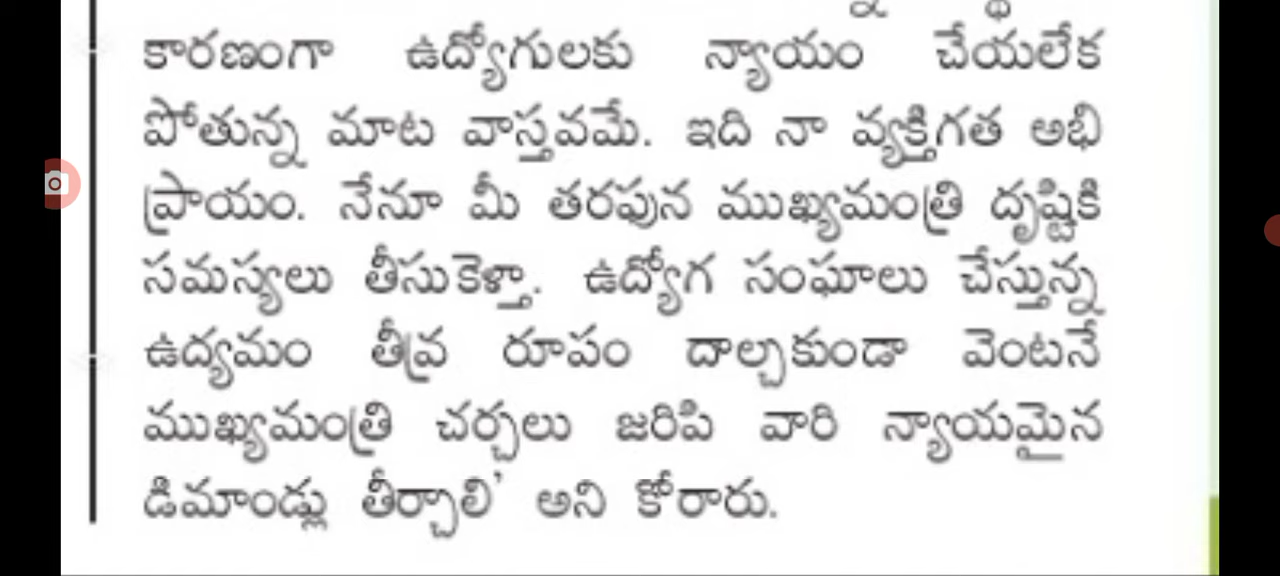 కారణంగా ఉద్యోగులకు న్యాయం చేయలేక
పోతున్న మాట వాస్తవమే. ఇది నా వ్యక్తిగత అభి
ప్రాయం. నేనూ మీ తరఫున ముఖ్యమంత్రి దృష్టికి
సమస్యలు తీసుకెళ్తా. ఉద్యోగ సంఘాలు చేస్తున్న
ఉద్యమం తీవ్ర రూపం దాల్చకుండా వెంటనే
ముఖ్యమంత్రి చర్చలు జరిపి వారి న్యాయమైన
డిమాండ్లు తీర్చాలి' అని కోరారు.